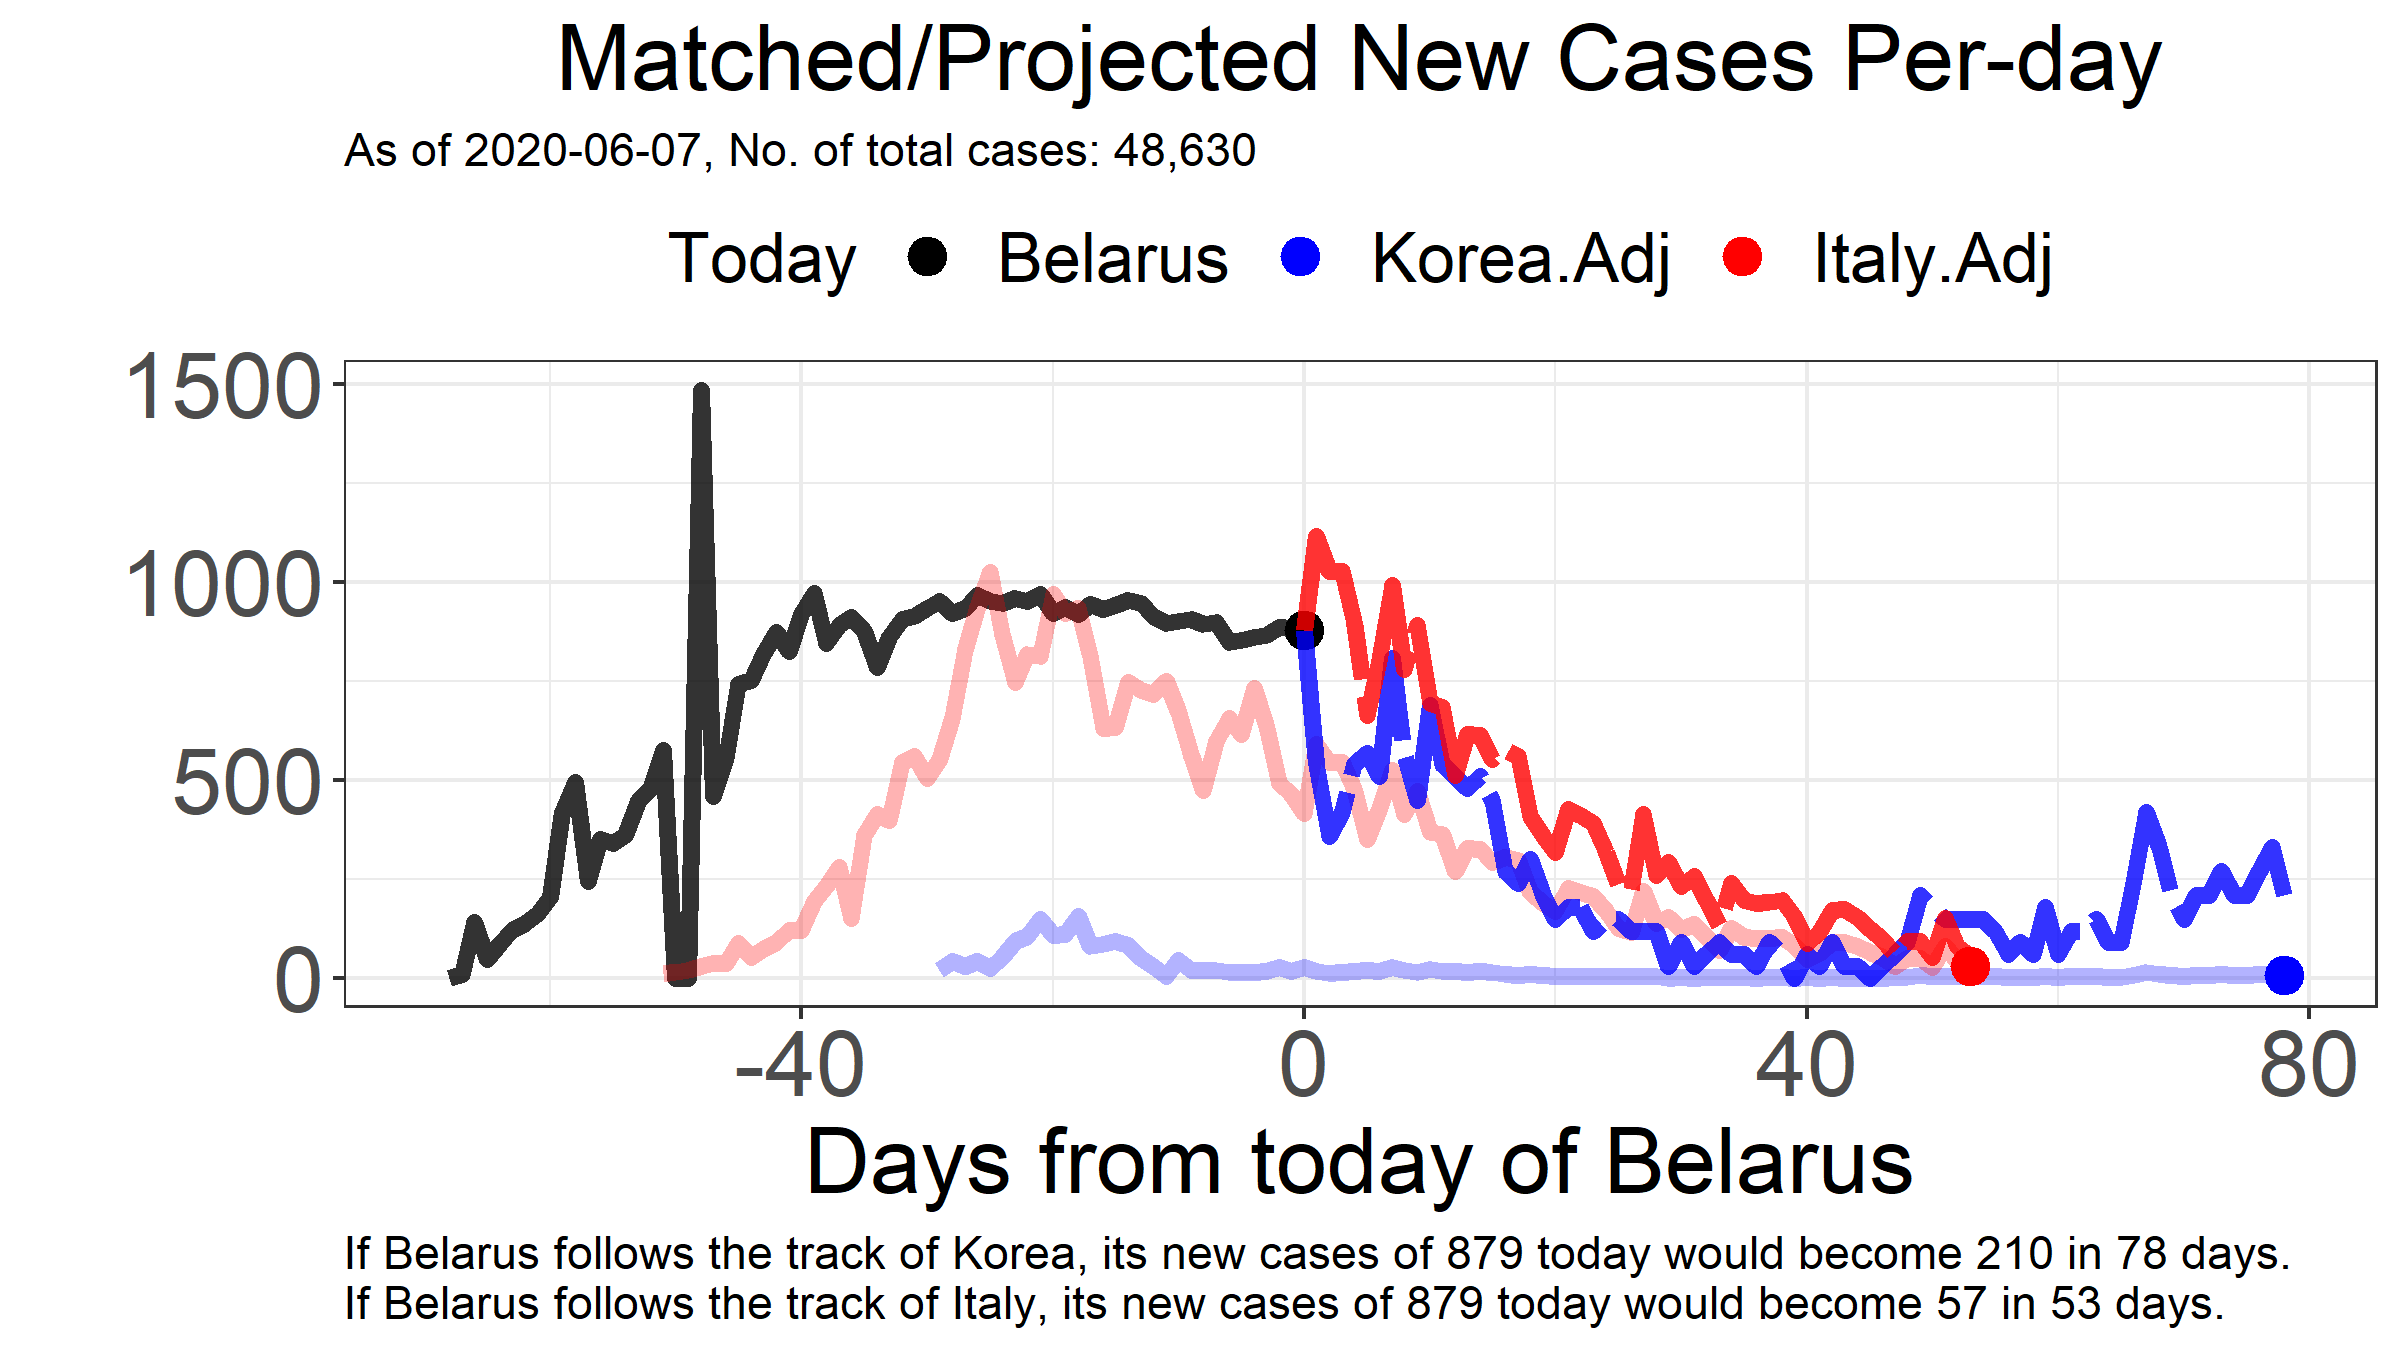 Matched/Projected New Cases Per-day
As of 2020-06-07, No. of total cases: 48,630
Today Belarus Korea.Adj Italy.Adj
1500
1000
500
0
-40 0 40 80
Days from today of Belarus
If Belarus follows the track of Korea, its new cases of 879 today would become 210 in 78 days.
If Belarus follows the track of Italy, its new cases of 879 today would become 57 in 53 days.